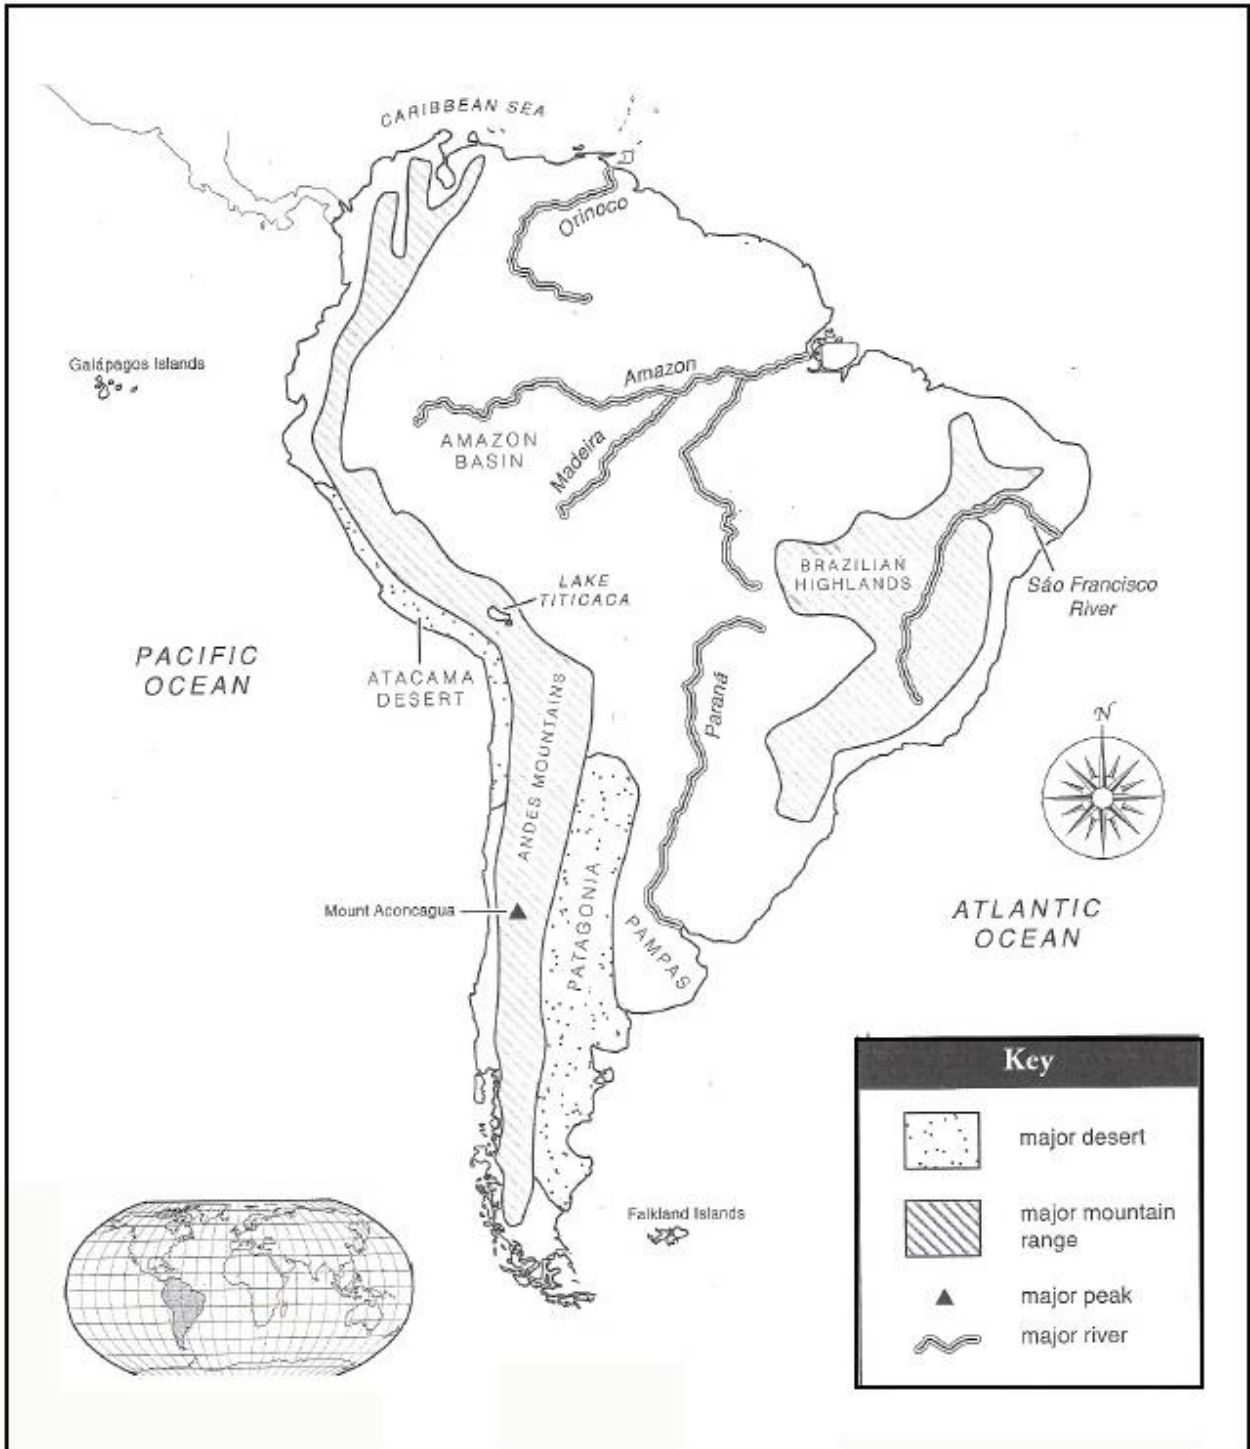 CARIBBEAN SEA
Orinoco
Galápagos Islands
Amazon
AMAZON
BASIN
Madeira
BRAZILIAN
HIGHLANDS
São Francisco
River
LAKE
TITICACA
PACIFIC
OCEAN
ATACAMA
DESERT
ANDES MOUNTAINS
Paraná
N
Mount Aconcagua
PATAGONIA
PAMPAS
ATLANTIC
OCEAN
Key
major desert
major mountain
range
major peak
major river
Falkland Islands